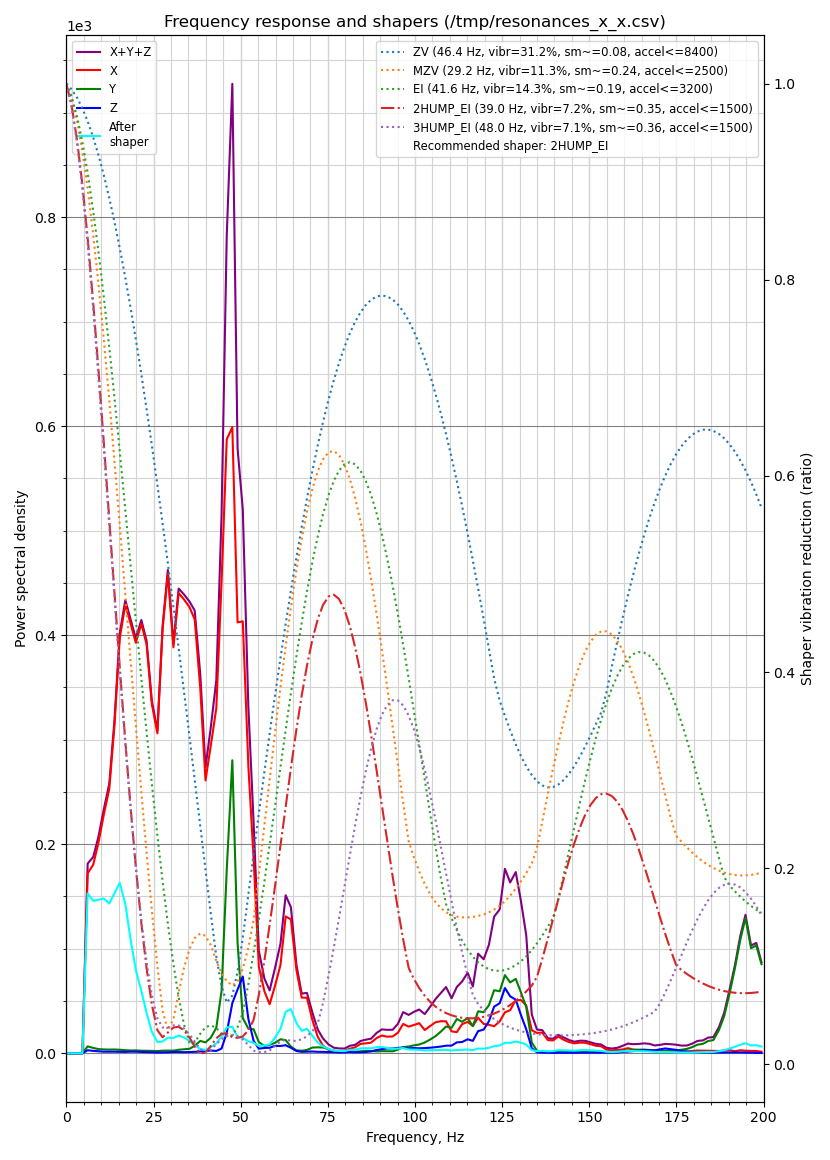 Frequency response and shapers (/tmp/resonances_x_x.csv)
1e3
X+Y+Z
X
Y
Z
After
shaper
ZV (46.4 Hz, vibr=31.2%, sm~=0.08, accel<=8400)
MZV (29.2 Hz, vibr=11.3%, sm~=0.24, accel<=2500)
EI (41.6 Hz, vibr=14.3%, sm~=0.19, accel<=3200)
2HUMP_EI (39.0 Hz, vibr=7.2%, sm~=0.35, accel<=1500)
3HUMP_EI (48.0 Hz, vibr=7.1%, sm~=0.36, accel<=1500)
Recommended shaper: 2HUMP_EI
0.8
0.6
0.4
0.2
0.0
Power spectral density
1.0
0.8
0.6
0.4
0.2
0.0
Shaper vibration reduction (ratio)
0 25 50 75 100 125 150 175 200
Frequency, Hz